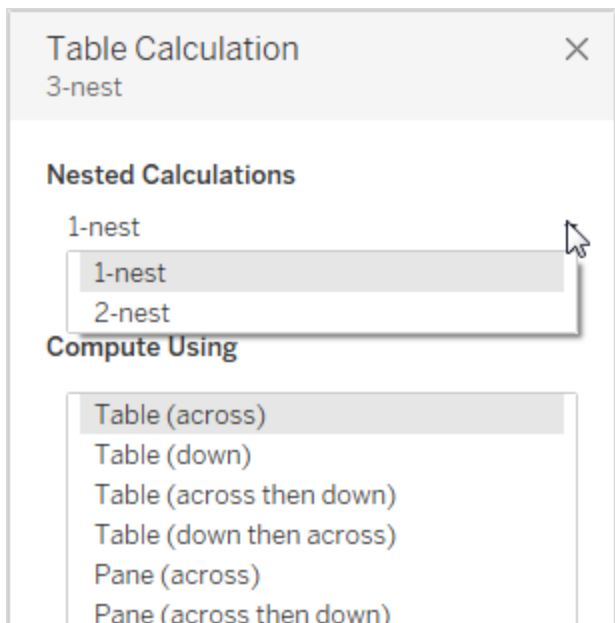 Table Calculation
3-nest
Nested Calculations
1-nest
1-nest
2-nest
Compute Using
Table (across)
Table (down)
Table (across then down)
Table (down then across)
Pane (across)
Pane (across then down)